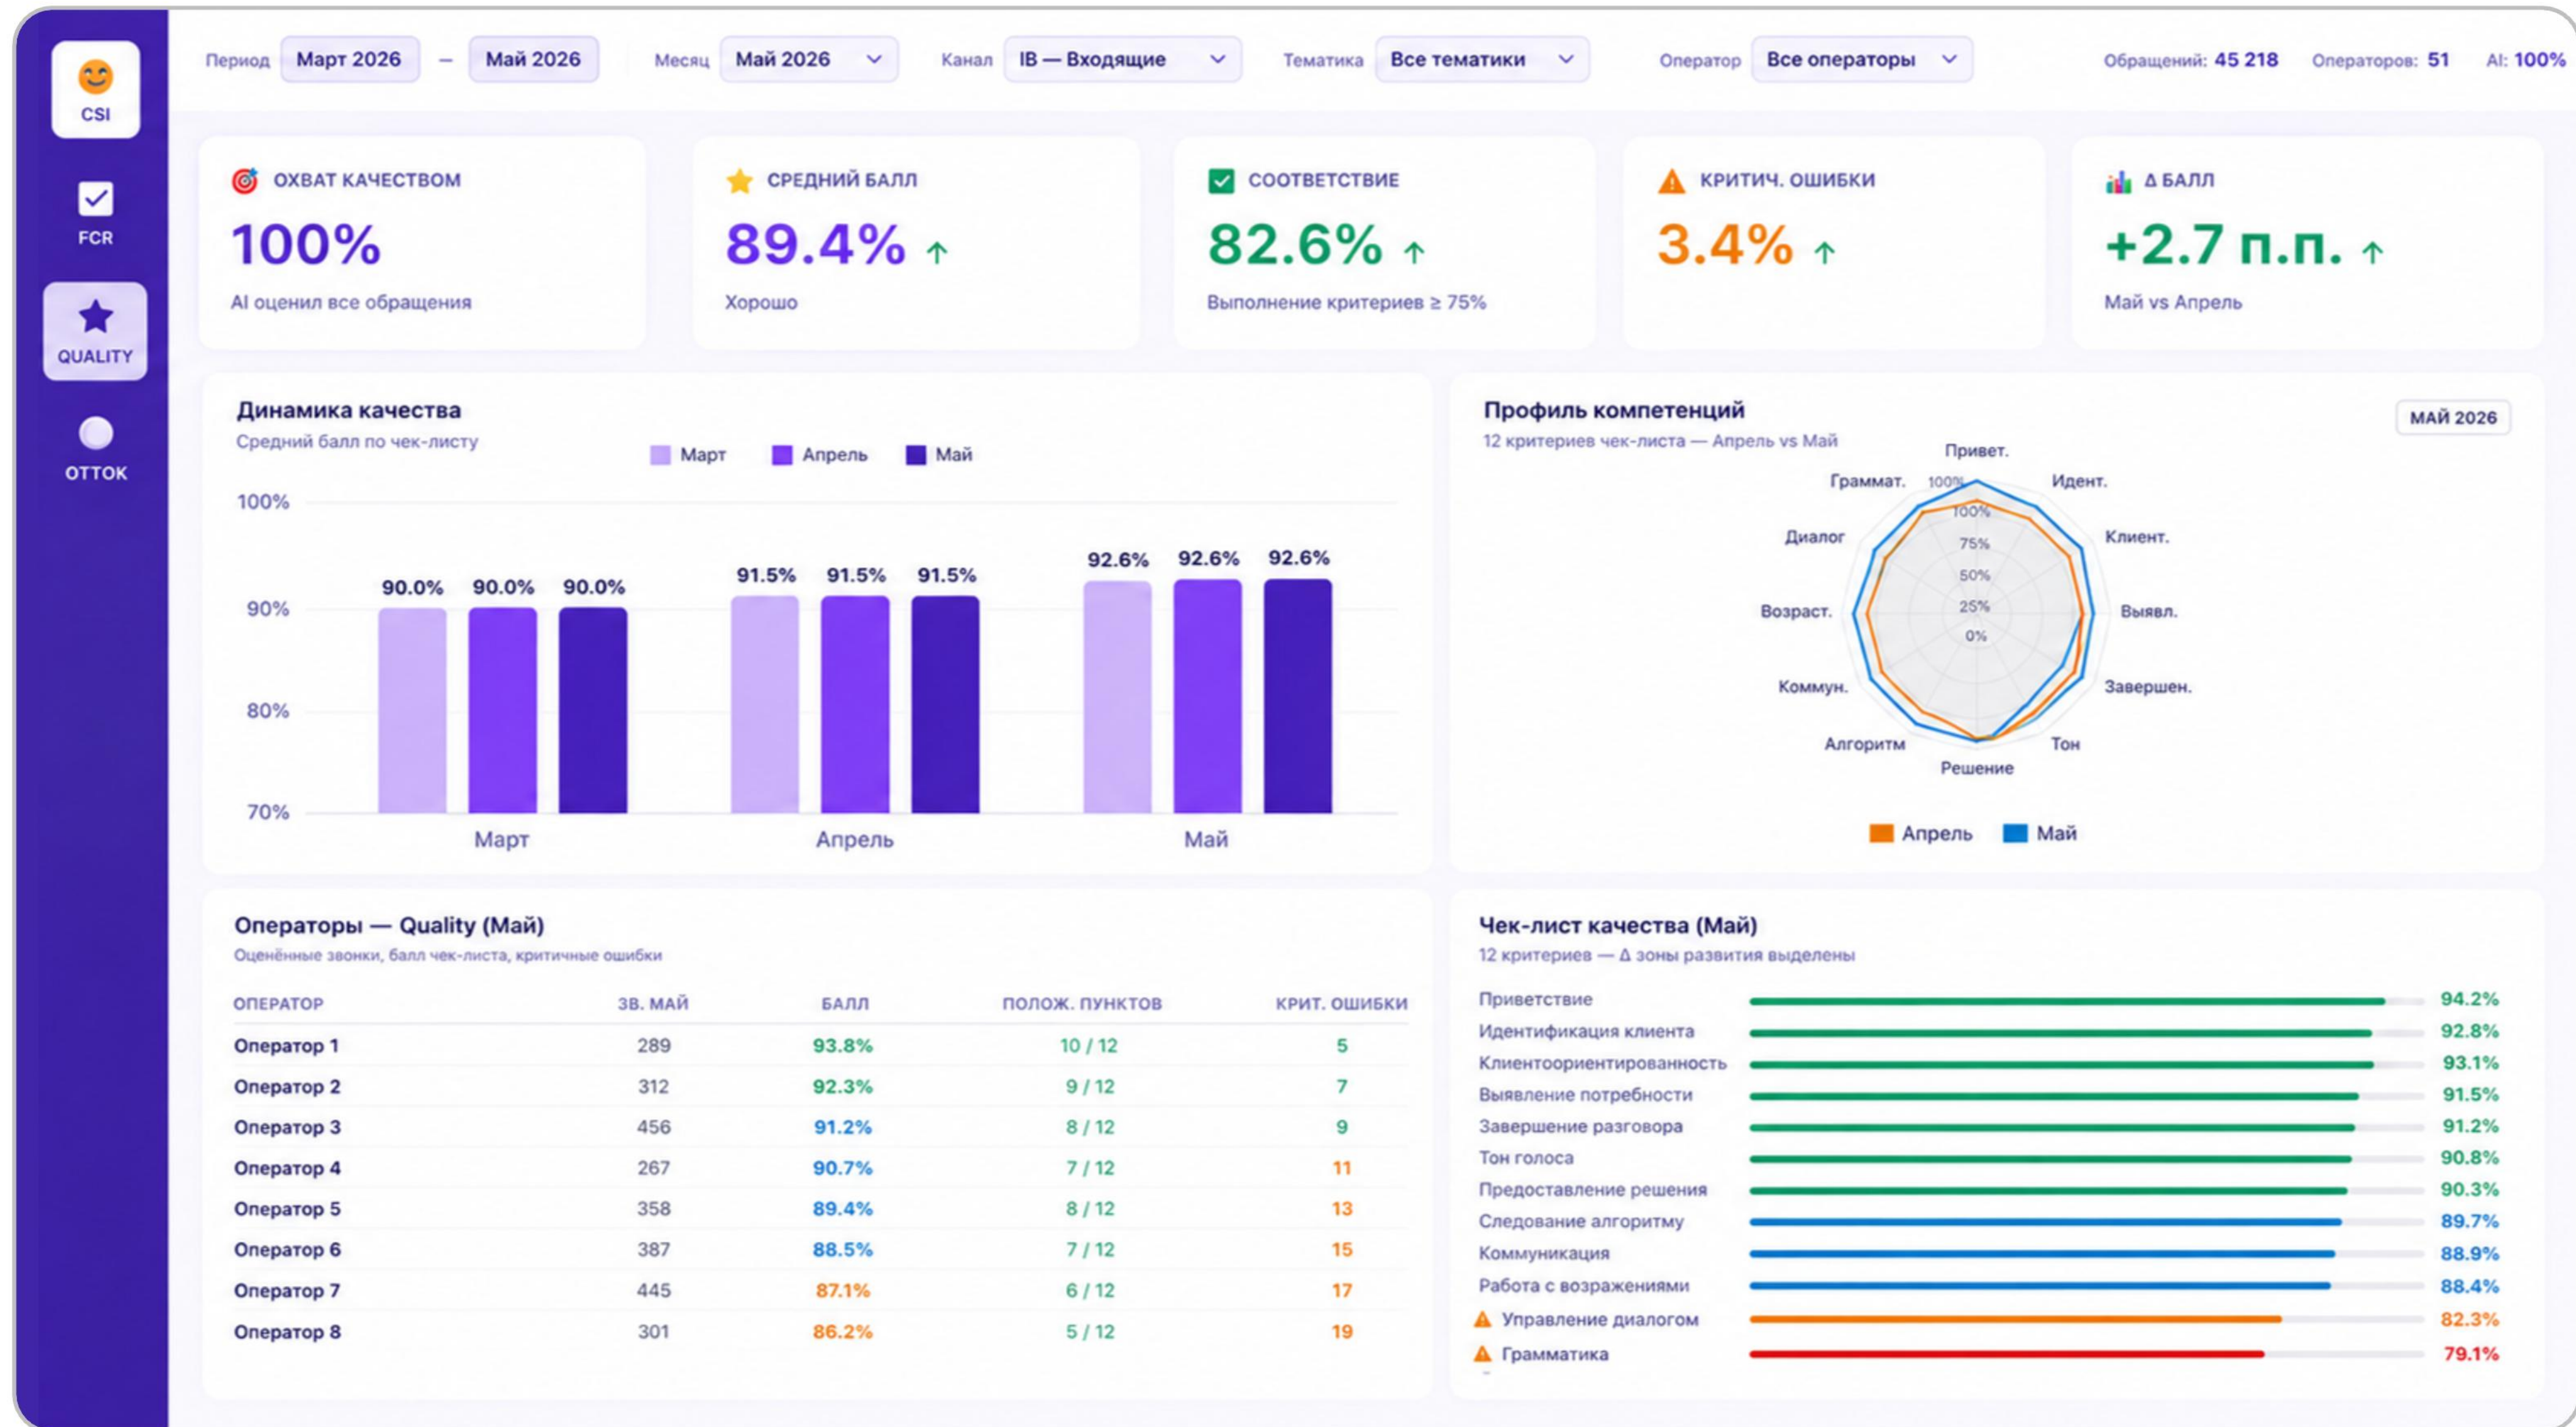 CSI
FCR
QUALITY
ОТТОК
Период Март 2026 — Май 2026 Месяц Май 2026 Канал IB — Входящие Тематика Все тематики Оператор Все операторы Обращений: 45 218 Операторов: 51 AI: 100%
ОХВАТ КАЧЕСТВОМ
100%
AI оценил все обращения
СРЕДНИЙ БАЛЛ
89.4% ↑
Хорошо
СООТВЕТСТВИЕ
82.6% ↑
Выполнение критериев ≥ 75%
КРИТИЧ. ОШИБКИ
3.4% ↑
Δ БАЛЛ
+2.7 п.п. ↑
Май vs Апрель
Динамика качества
Средний балл по чек-листу
Март Апрель Май
100%
90%
80%
70%
90.0% 90.0% 90.0%
91.5% 91.5% 91.5%
92.6% 92.6% 92.6%
Март Апрель Май
Профиль компетенций
12 критериев чек-листа — Апрель vs Май
МАЙ 2026
Привет.
Идент.
Клиент.
Выявл.
Завершен.
Тон
Решение
Алгоритм
Коммун.
Возраст.
Диалог
Граммат.
100%
100%
75%
50%
25%
0%
Апрель Май
Операторы — Quality (Май)
Оценённые звонки, балл чек-листа, критичные ошибки
ОПЕРАТОР ЗВ. МАЙ БАЛЛ ПОЛОЖ. ПУНКТОВ КРИТ. ОШИБКИ
Оператор 1 289 93.8% 10 / 12 5
Оператор 2 312 92.3% 9 / 12 7
Оператор 3 456 91.2% 8 / 12 9
Оператор 4 267 90.7% 7 / 12 11
Оператор 5 358 89.4% 8 / 12 13
Оператор 6 387 88.5% 7 / 12 15
Оператор 7 445 87.1% 6 / 12 17
Оператор 8 301 86.2% 5 / 12 19
Чек-лист качества (Май)
12 критериев — Δ зоны развития выделены
Приветствие 94.2%
Идентификация клиента 92.8%
Клиентоориентированность 93.1%
Выявление потребности 91.5%
Завершение разговора 91.2%
Тон голоса 90.8%
Предоставление решения 90.3%
Следование алгоритму 89.7%
Коммуникация 88.9%
Работа с возражениями 88.4%
Управление диалогом 82.3%
Грамматика 79.1%